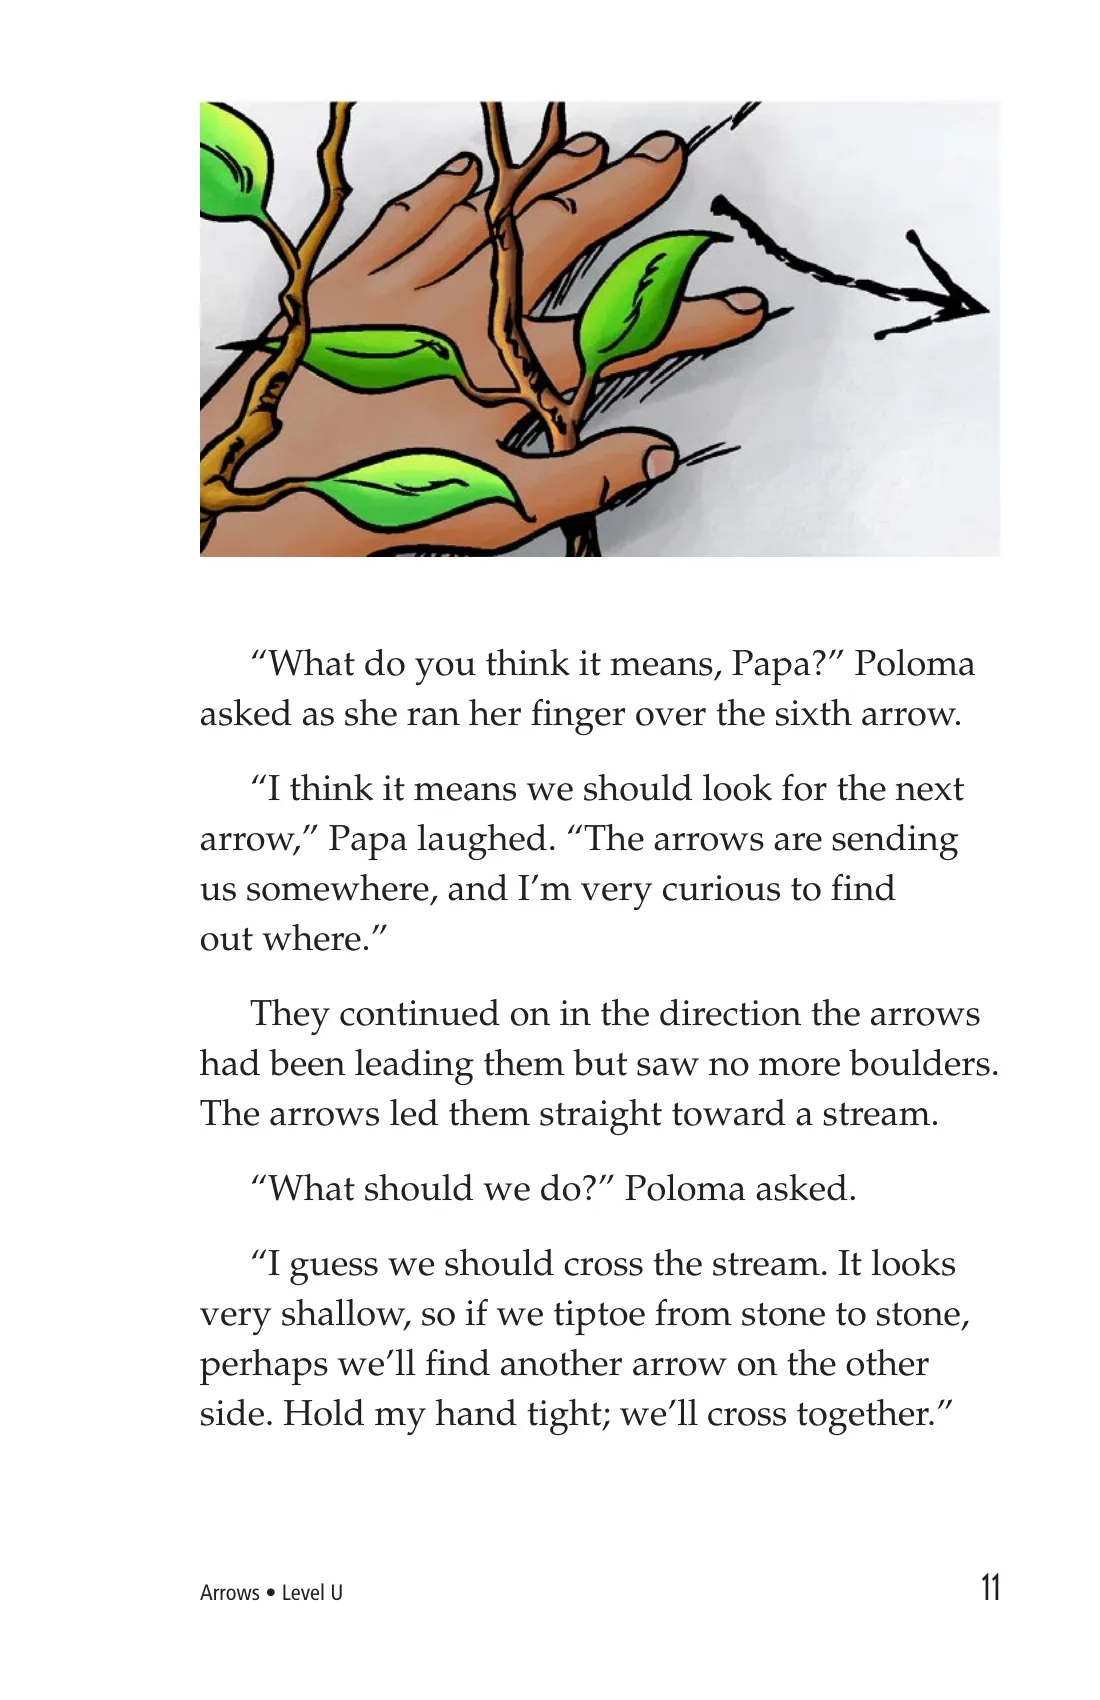 “What do you think it means, Papa?” Poloma
asked as she ran her finger over the sixth arrow.
“I think it means we should look for the next
arrow,” Papa laughed. “The arrows are sending
us somewhere, and I’m very curious to find
out where.”
They continued on in the direction the arrows
had been leading them but saw no more boulders.
The arrows led them straight toward a stream.
“What should we do?” Poloma asked.
“I guess we should cross the stream. It looks
very shallow, so if we tiptoe from stone to stone,
perhaps we’ll find another arrow on the other
side. Hold my hand tight; we’ll cross together.”
Arrows • Level U 11